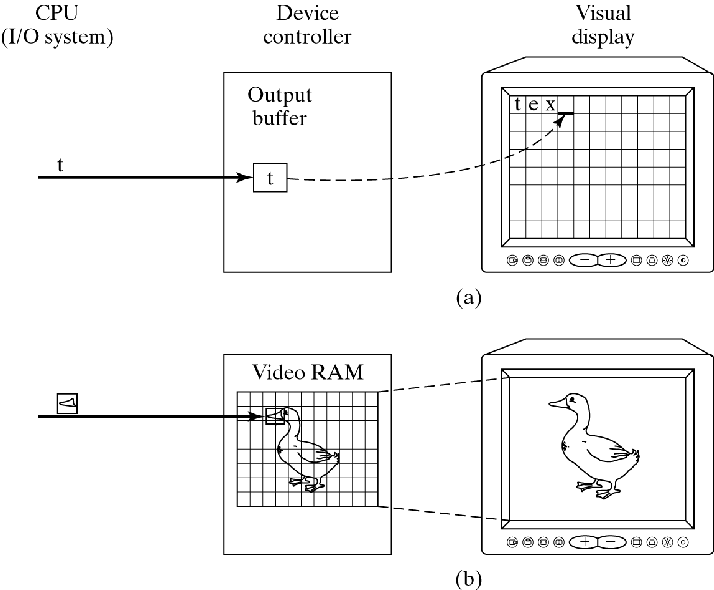 CPU
(I/O system)
Device
controller
Visual
display
Output
buffer
t
t
t e x
− +
(a)
Video RAM
+ −
(b)